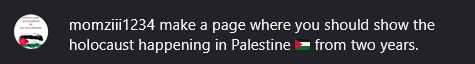 momziii1234 make a page where you should show the
holocaust happening in Palestine 🇵🇸 from two years.